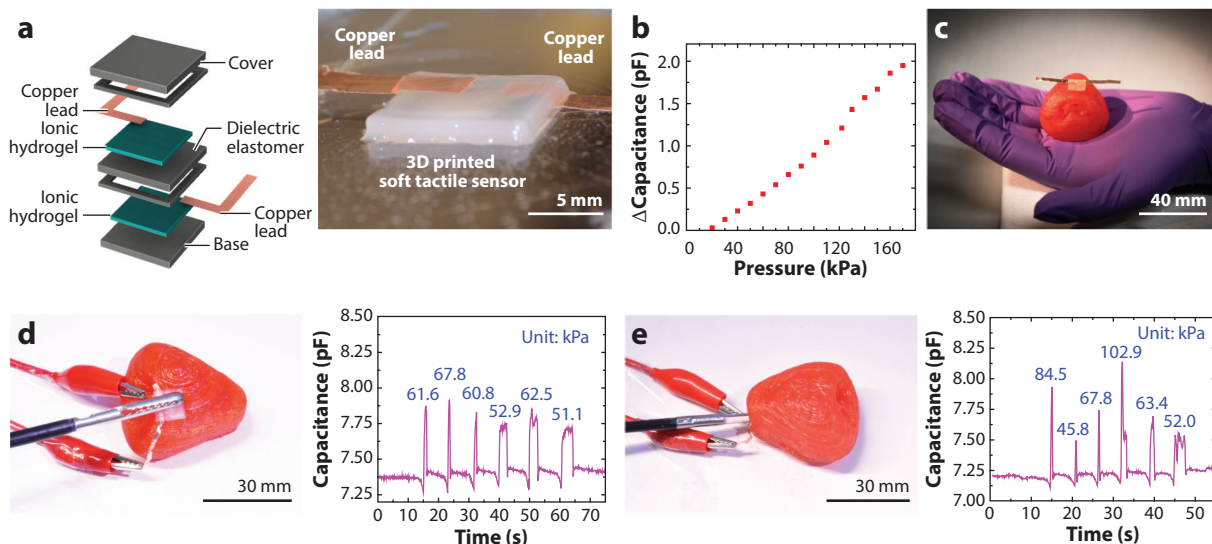 a
Cover
Copper
lead
Ionic
hydrogel
Dielectric
elastomer
Ionic
hydrogel
Copper
lead
Base
Copper
lead
Copper
lead
3D printed
soft tactile sensor
5 mm
b
ΔCapacitance (pF)
2.0
1.5
1.0
0.5
0.0
0 40 80 120 160
Pressure (kPa)
c
40 mm
d
30 mm
Capacitance (pF)
8.50
8.25
8.00
7.75
7.50
7.25
Unit: kPa
61.6
67.8
60.8
52.9
62.5
51.1
0 10 20 30 40 50 60 70
Time (s)
e
30 mm
Capacitance (pF)
8.50
8.25
8.00
7.75
7.50
7.25
7.00
Unit: kPa
84.5
45.8
67.8
102.9
63.4
52.0
0 10 20 30 40 50
Time (s)